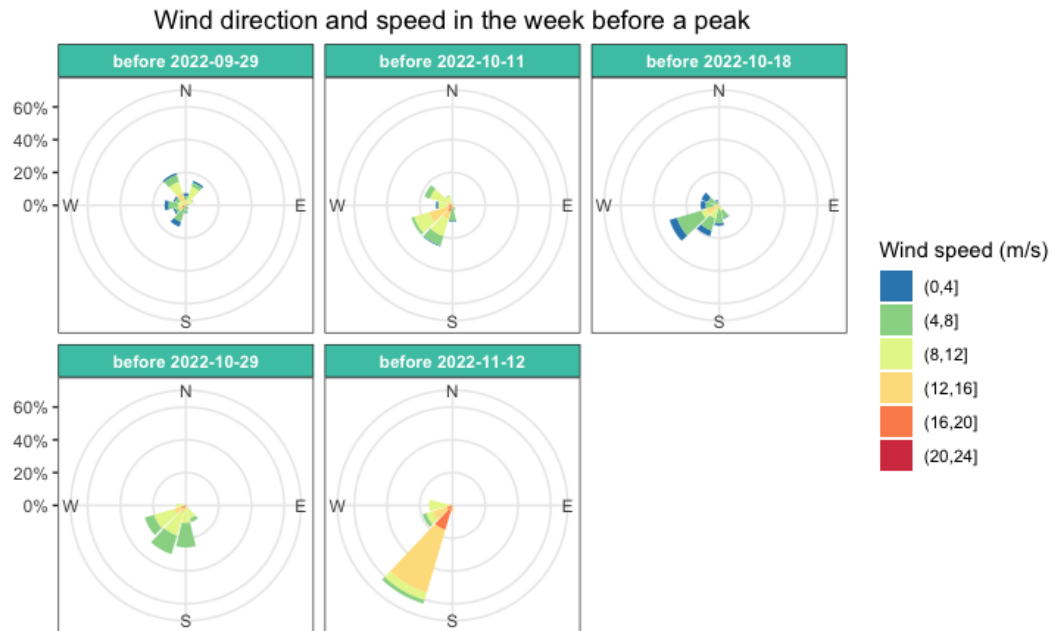 Wind direction and speed in the week before a peak
before 2022-09-29
before 2022-10-11
before 2022-10-18
60%
40%
20%
0%
N
W
E
S
N
W
E
S
N
W
E
S
before 2022-10-29
before 2022-11-12
60%
40%
20%
0%
N
W
E
S
N
W
E
S
Wind speed (m/s)
(0,4]
(4,8]
(8,12]
(12,16]
(16,20]
(20,24]